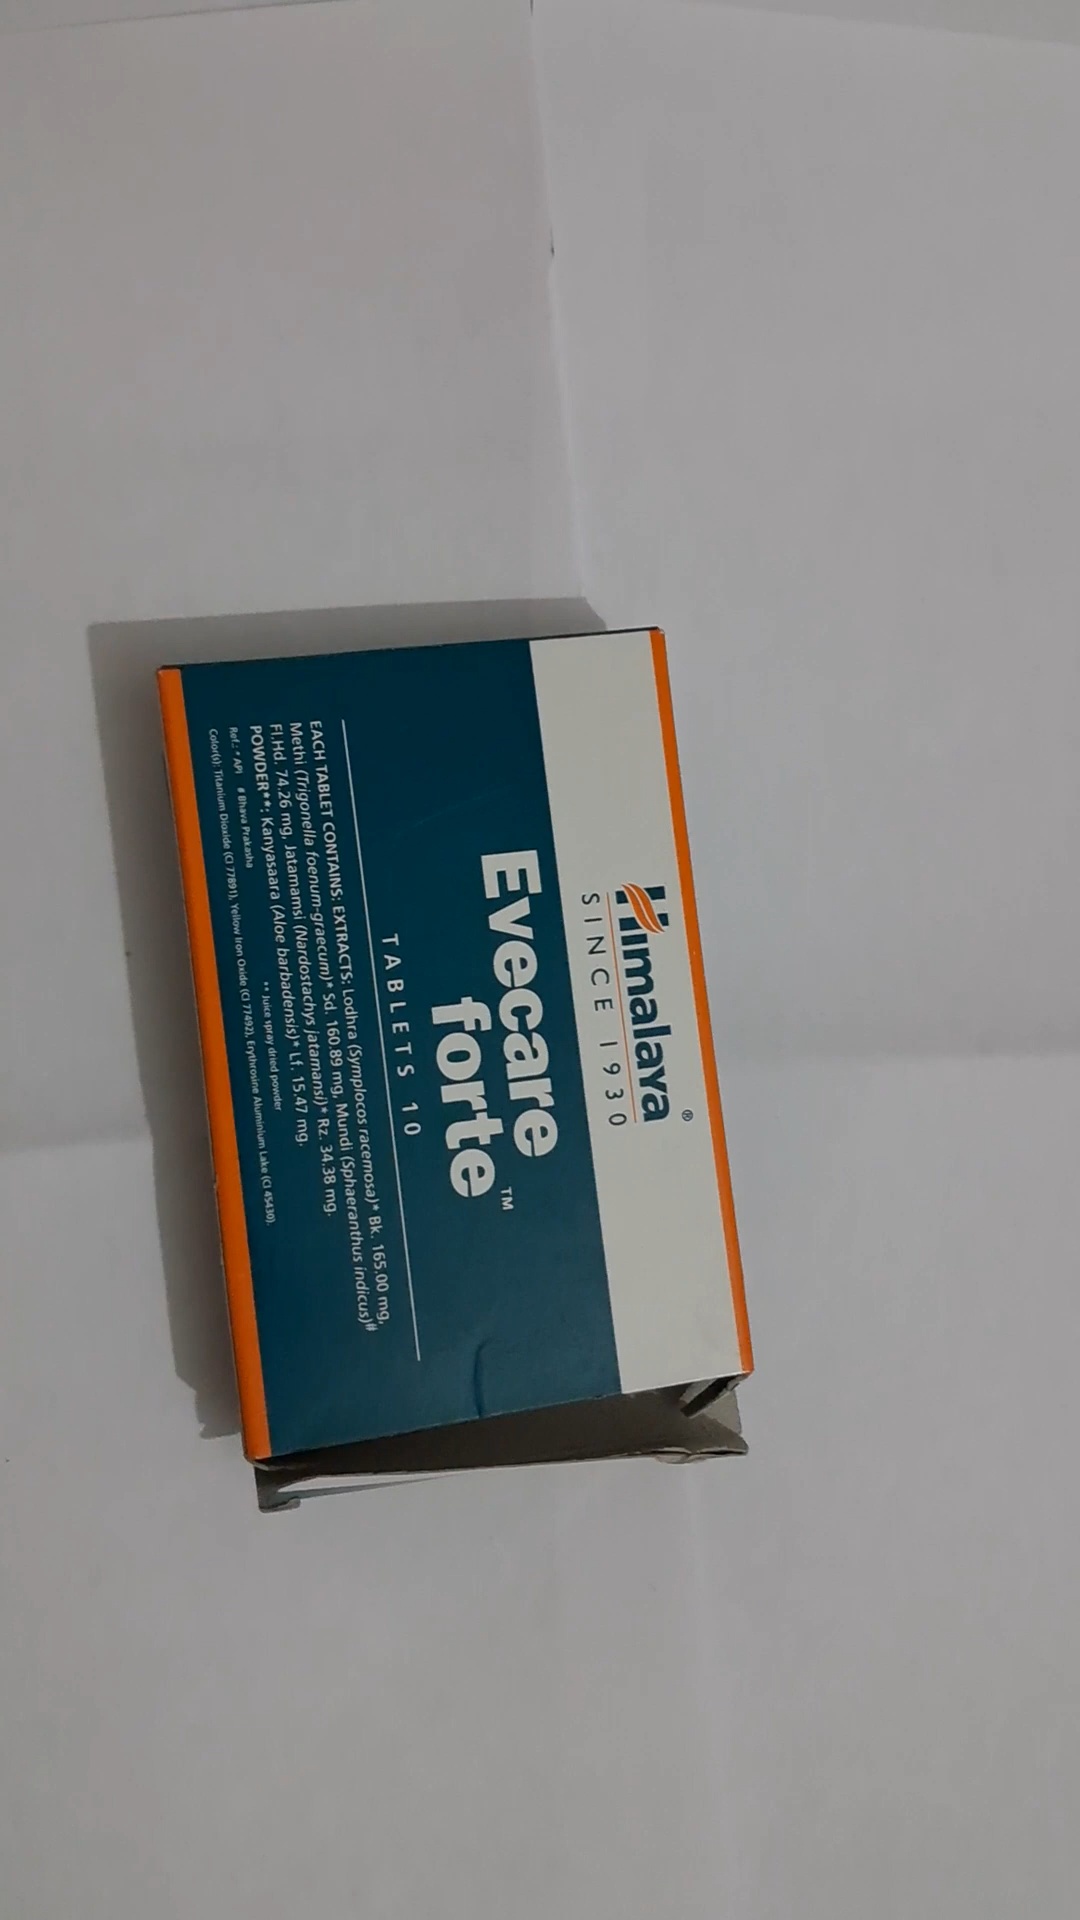 Himalaya®
SINCE 1930
Evecare
forte™
TABLETS 10
EACH TABLET CONTAINS: EXTRACTS: Lodhra (Symplocos racemosa)* Bk. 165.00 mg,
Methi (Trigonella foenum-graecum)* Sd. 160.89 mg, Mundi (Sphaeranthus indicus)#
Fl.Hd. 74.26 mg, Jatamamsi (Nardostachys jatamansi)* Rz. 34.38 mg.
POWDER**: Kanyasaara (Aloe barbadensis)* Lf. 15.47 mg.
Ref.: * API # Bhava Prakasha ** Juice spray dried powder
Color(s): Titanium Dioxide (CI 77891), Yellow Iron Oxide (CI 77492), Erythrosine Aluminium Lake (CI 45430).